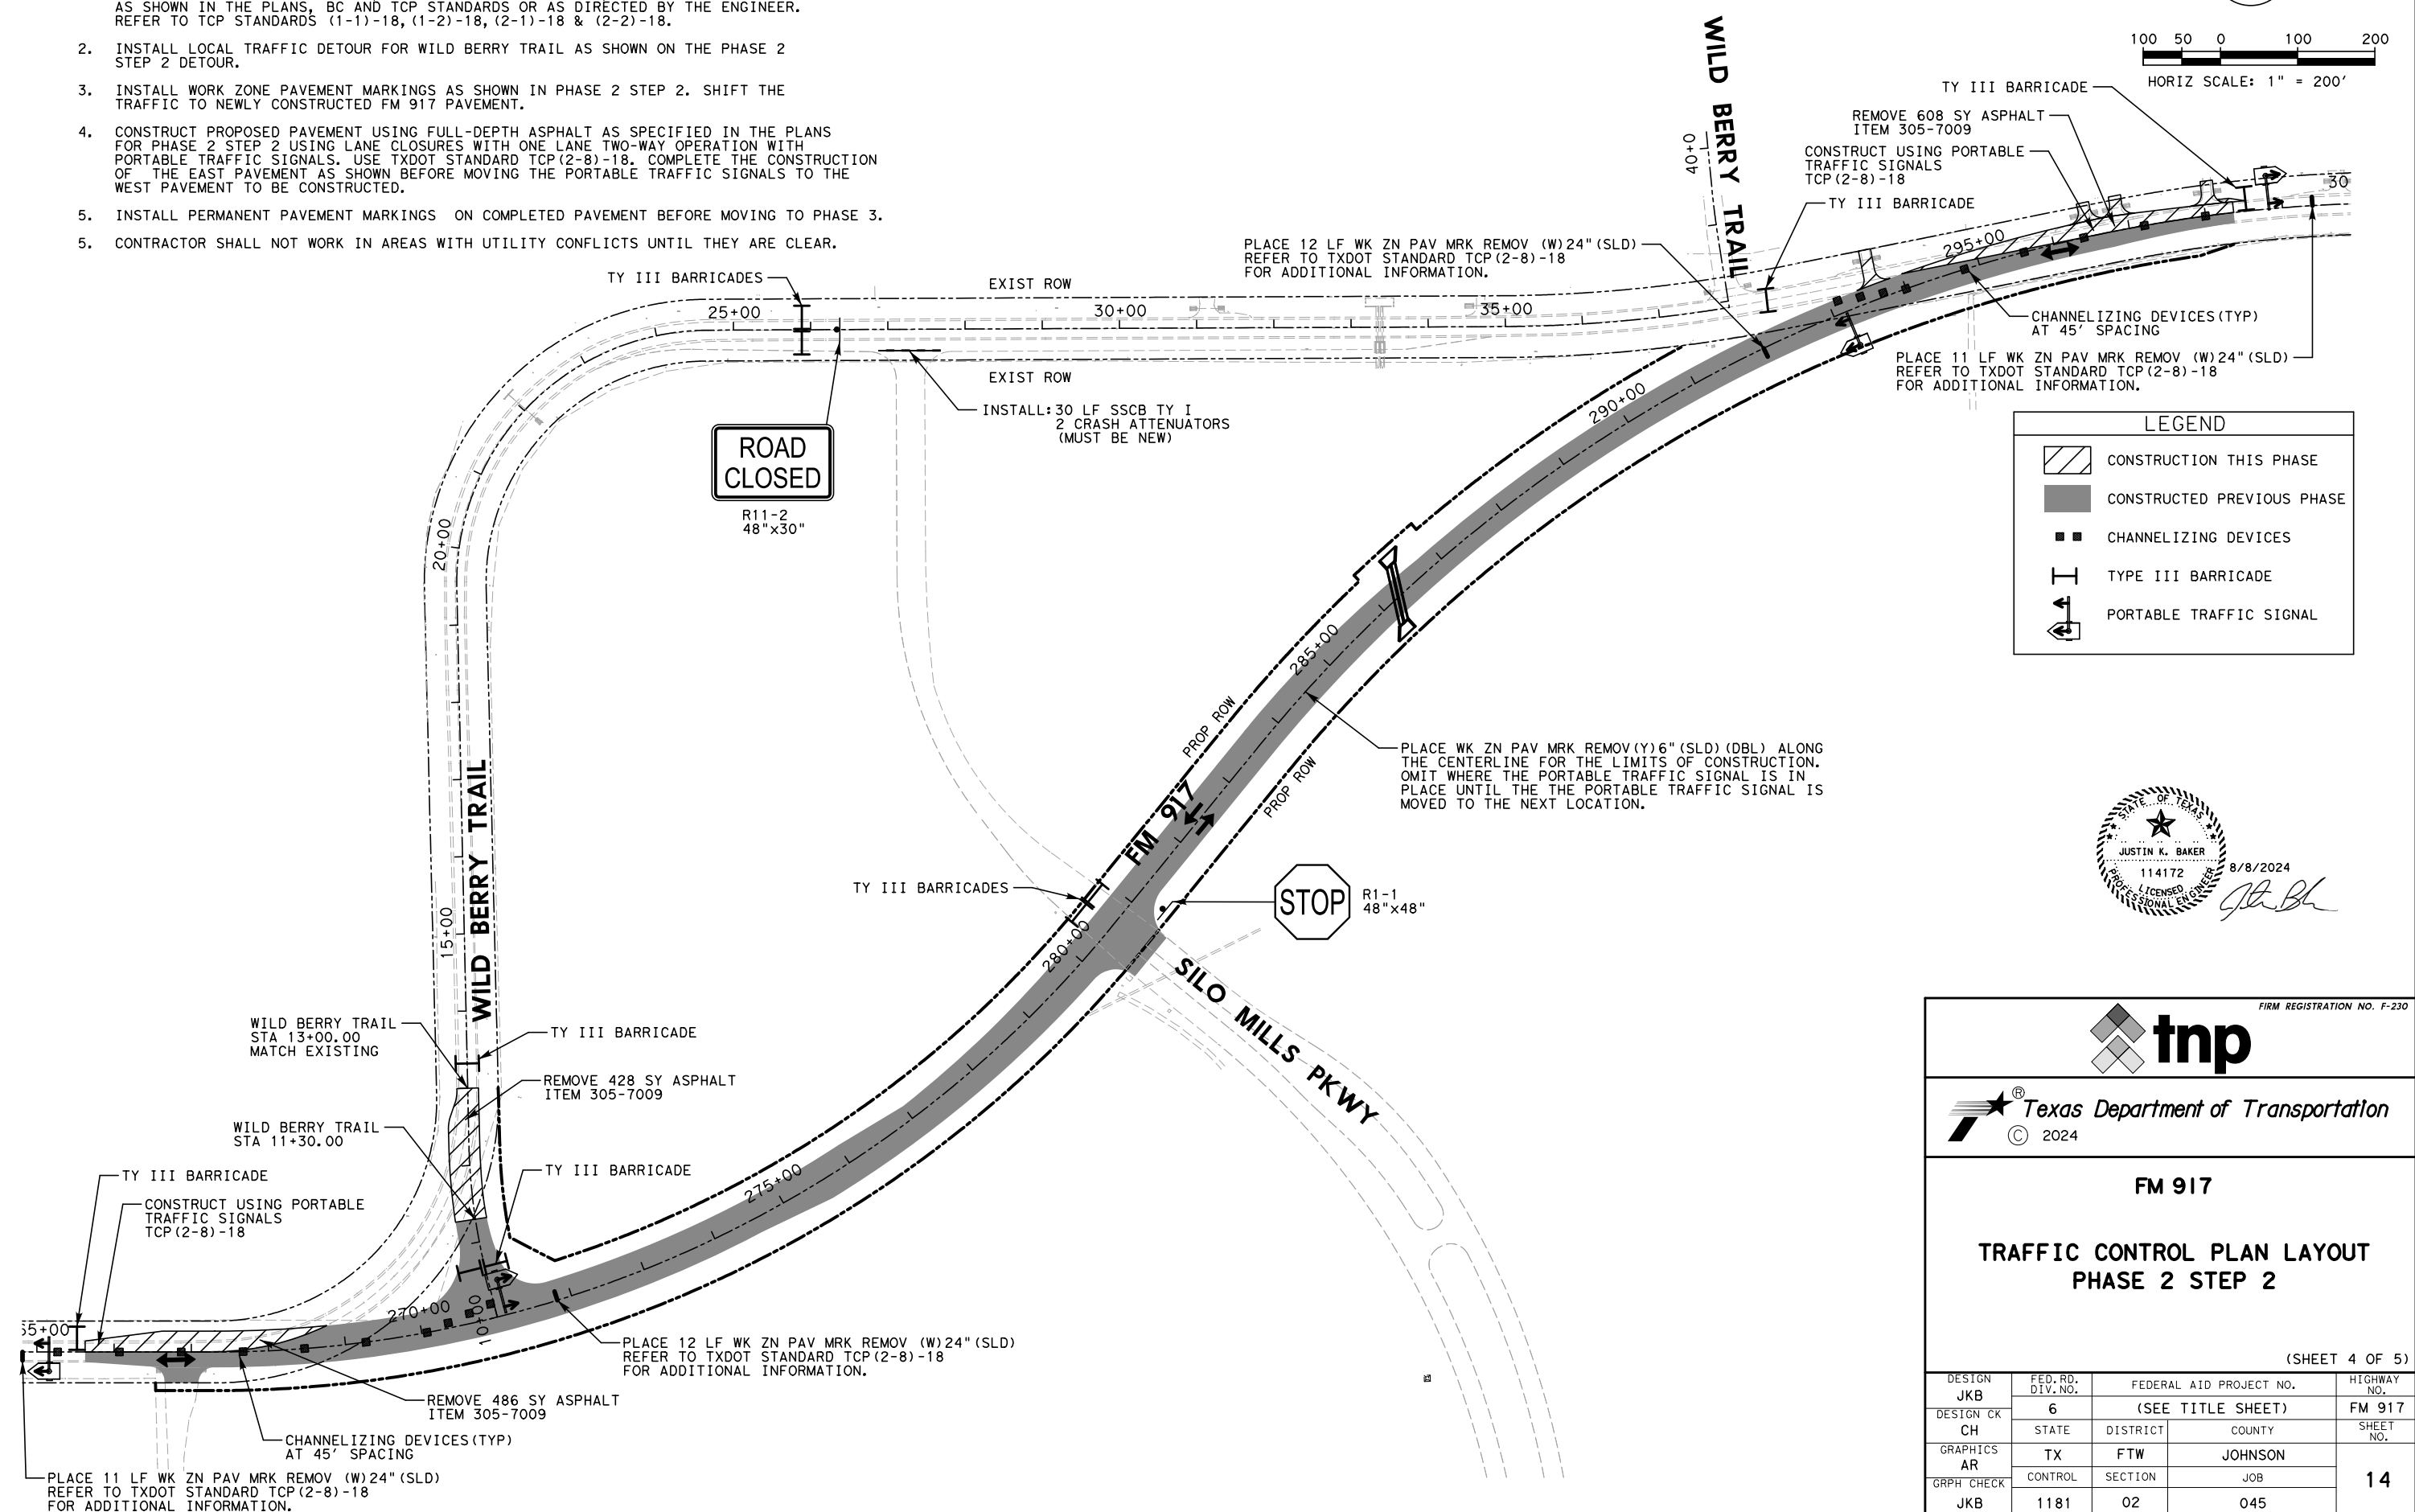 AS SHOWN IN THE PLANS, BC AND TCP STANDARDS OR AS DIRECTED BY THE ENGINEER.
REFER TO TCP STANDARDS (1-1)-18,(1-2)-18,(2-1)-18 & (2-2)-18.
2. INSTALL LOCAL TRAFFIC DETOUR FOR WILD BERRY TRAIL AS SHOWN ON THE PHASE 2
STEP 2 DETOUR.
3. INSTALL WORK ZONE PAVEMENT MARKINGS AS SHOWN IN PHASE 2 STEP 2. SHIFT THE
TRAFFIC TO NEWLY CONSTRUCTED FM 917 PAVEMENT.
4. CONSTRUCT PROPOSED PAVEMENT USING FULL-DEPTH ASPHALT AS SPECIFIED IN THE PLANS
FOR PHASE 2 STEP 2 USING LANE CLOSURES WITH ONE LANE TWO-WAY OPERATION WITH
PORTABLE TRAFFIC SIGNALS. USE TXDOT STANDARD TCP(2-8)-18. COMPLETE THE CONSTRUCTION
OF THE EAST PAVEMENT AS SHOWN BEFORE MOVING THE PORTABLE TRAFFIC SIGNALS TO THE
WEST PAVEMENT TO BE CONSTRUCTED.
5. INSTALL PERMANENT PAVEMENT MARKINGS ON COMPLETED PAVEMENT BEFORE MOVING TO PHASE 3.
5. CONTRACTOR SHALL NOT WORK IN AREAS WITH UTILITY CONFLICTS UNTIL THEY ARE CLEAR.
100 50 0 100 200
HORIZ SCALE: 1" = 200'
WILD BERRY TRAIL
40+0
TY III BARRICADE
REMOVE 608 SY ASPHALT
ITEM 305-7009
CONSTRUCT USING PORTABLE
TRAFFIC SIGNALS
TCP(2-8)-18
TY III BARRICADE
30
295+00
PLACE 12 LF WK ZN PAV MRK REMOV (W)24"(SLD)
REFER TO TXDOT STANDARD TCP(2-8)-18
FOR ADDITIONAL INFORMATION.
TY III BARRICADES
EXIST ROW
25+00
30+00
35+00
EXIST ROW
CHANNELIZING DEVICES(TYP)
AT 45' SPACING
PLACE 11 LF WK ZN PAV MRK REMOV (W)24"(SLD)
REFER TO TXDOT STANDARD TCP(2-8)-18
FOR ADDITIONAL INFORMATION.
290+00
INSTALL:30 LF SSCB TY I
2 CRASH ATTENUATORS
(MUST BE NEW)
ROAD
CLOSED
R11-2
48"x30"
LEGEND
CONSTRUCTION THIS PHASE
CONSTRUCTED PREVIOUS PHASE
CHANNELIZING DEVICES
TYPE III BARRICADE
PORTABLE TRAFFIC SIGNAL
20+00
285+00
PROP ROW
PROP ROW
PLACE WK ZN PAV MRK REMOV(Y)6"(SLD)(DBL) ALONG
THE CENTERLINE FOR THE LIMITS OF CONSTRUCTION.
OMIT WHERE THE PORTABLE TRAFFIC SIGNAL IS IN
PLACE UNTIL THE THE PORTABLE TRAFFIC SIGNAL IS
MOVED TO THE NEXT LOCATION.
FM 917
WILD BERRY TRAIL
15+00
TY III BARRICADES
280+00
STOP
R1-1
48"x48"
SILO MILLS PKWY
STATE OF TEXAS
JUSTIN K. BAKER
114172
LICENSED
PROFESSIONAL ENGINEER
8/8/2024
WILD BERRY TRAIL
STA 13+00.00
MATCH EXISTING
TY III BARRICADE
REMOVE 428 SY ASPHALT
ITEM 305-7009
WILD BERRY TRAIL
STA 11+30.00
TY III BARRICADE
TY III BARRICADE
CONSTRUCT USING PORTABLE
TRAFFIC SIGNALS
TCP(2-8)-18
275+00
270+00
10+00
55+00
PLACE 12 LF WK ZN PAV MRK REMOV (W)24"(SLD)
REFER TO TXDOT STANDARD TCP(2-8)-18
FOR ADDITIONAL INFORMATION.
REMOVE 486 SY ASPHALT
ITEM 305-7009
CHANNELIZING DEVICES(TYP)
AT 45' SPACING
PLACE 11 LF WK ZN PAV MRK REMOV (W)24"(SLD)
REFER TO TXDOT STANDARD TCP(2-8)-18
FOR ADDITIONAL INFORMATION.
FIRM REGISTRATION NO. F-230
tnp
® Texas Department of Transportation
© 2024
FM 917
TRAFFIC CONTROL PLAN LAYOUT
PHASE 2 STEP 2
(SHEET 4 OF 5)
DESIGN
JKB
FED.RD.
DIV.NO.
FEDERAL AID PROJECT NO.
HIGHWAY
NO.
6
(SEE TITLE SHEET)
FM 917
DESIGN CK
CH
STATE
DISTRICT
COUNTY
SHEET
NO.
GRAPHICS
AR
TX
FTW
JOHNSON
14
GRPH CHECK
JKB
CONTROL
SECTION
JOB
1181
02
045